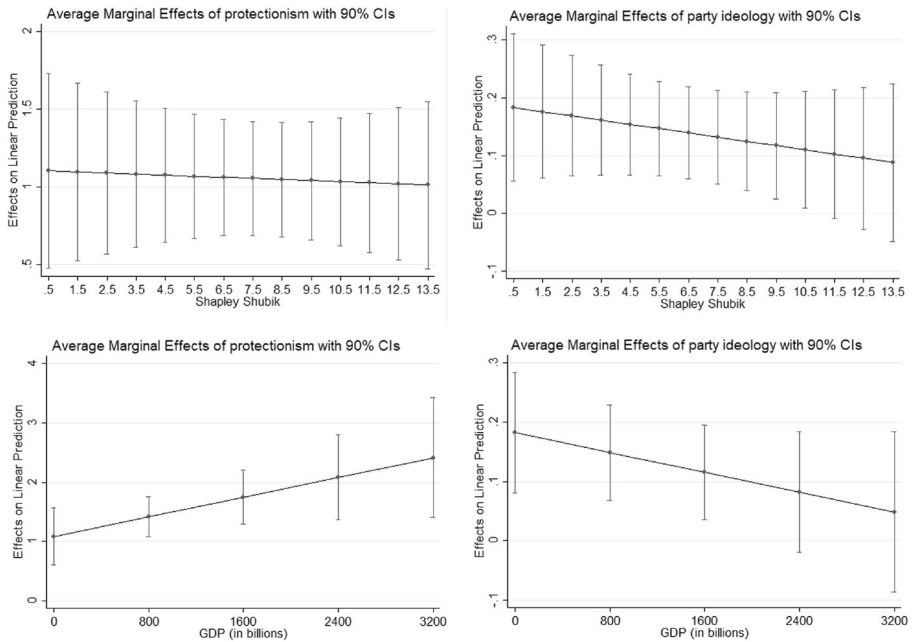 Average Marginal Effects of protectionism with 90% CIs
Effects on Linear Prediction
2
1.5
1
.5
.5 1.5 2.5 3.5 4.5 5.5 6.5 7.5 8.5 9.5 10.5 11.5 12.5 13.5
Shapley Shubik
Average Marginal Effects of party ideology with 90% CIs
Effects on Linear Prediction
.3
.2
.1
0
-.1
.5 1.5 2.5 3.5 4.5 5.5 6.5 7.5 8.5 9.5 10.5 11.5 12.5 13.5
Shapley Shubik
Average Marginal Effects of protectionism with 90% CIs
Effects on Linear Prediction
4
3
2
1
0
0 800 1600 2400 3200
GDP (in billions)
Average Marginal Effects of party ideology with 90% CIs
Effects on Linear Prediction
.3
.2
.1
0
-.1
0 800 1600 2400 3200
GDP (in billions)